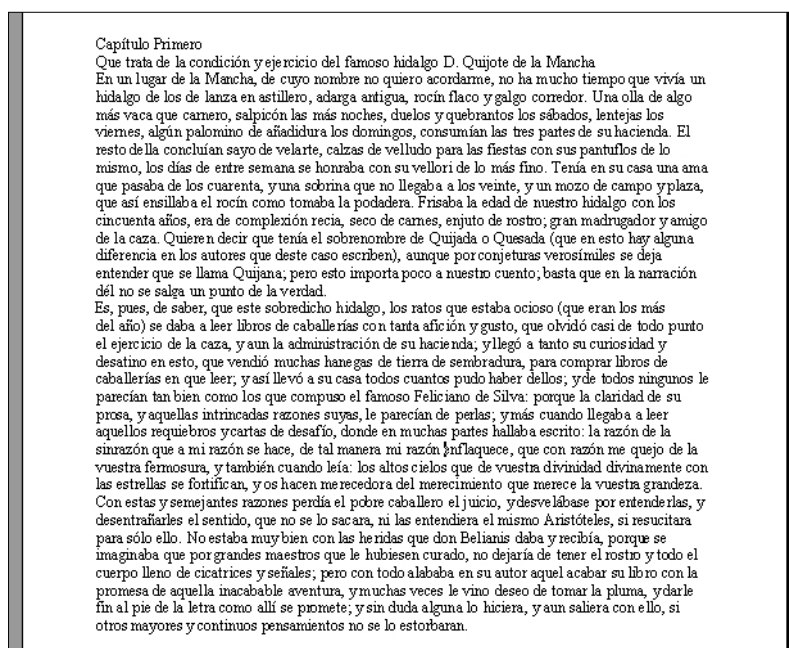 Capítulo Primero
Que trata de la condición y ejercicio del famoso hidalgo D. Quijote de la Mancha
En un lugar de la Mancha, de cuyo nombre no quiero acordarme, no ha mucho tiempo que vivía un
hidalgo de los de lanza en astillero, adarga antigua, rocín flaco y galgo corredor. Una olla de algo
más vaca que carnero, salpicón las más noches, duelos y quebrantos los sábados, lentejas los
viernes, algún palomino de añadidura los domingos, consumían las tres partes de su hacienda. El
resto della concluían sayo de velarte, calzas de velludo para las fiestas con sus pantuflos de lo
mismo, los días de entre semana se honraba con su vellori de lo más fino. Tenía en su casa una ama
que pasaba de los cuarenta, y una sobrina que no llegaba a los veinte, y un mozo de campo y plaza,
que así ensillaba el rocín como tomaba la podadera. Frisaba la edad de nuestro hidalgo con los
cincuenta años, era de complexión recia, seco de carnes, enjuto de rostro; gran madrugador y amigo
de la caza. Quieren decir que tenía el sobrenombre de Quijada o Quesada (que en esto hay alguna
diferencia en los autores que deste caso escriben), aunque por conjeturas verosímiles se deja
entender que se llama Quijana; pero esto importa poco a nuestro cuento; basta que en la narración
dél no se salga un punto de la verdad.
Es, pues, de saber, que este sobredicho hidalgo, los ratos que estaba ocioso (que eran los más
del año) se daba a leer libros de caballerías con tanta afición y gusto, que olvidó casi de todo punto
el ejercicio de la caza, y aun la administración de su hacienda; y llegó a tanto su curiosidad y
desatino en esto, que vendió muchas hanegas de tierra de sembradura, para comprar libros de
caballerías en que leer; y así llevó a su casa todos cuantos pudo haber dellos; y de todos ningunos le
parecían tan bien como los que compuso el famoso Feliciano de Silva: porque la claridad de su
prosa, y aquellas intrincadas razones suyas, le parecían de perlas; y más cuando llegaba a leer
aquellos requiebros y cartas de desafío, donde en muchas partes hallaba escrito: la razón de la
sinrazón que a mi razón se hace, de tal manera mi razón enflaquece, que con razón me quejo de la
vuestra fermosura, y también cuando leía: los altos cielos que de vuestra divinidad divinamente con
las estrellas se fortifican, y os hacen merecedora del merecimiento que merece la vuestra grandeza.
Con estas y semejantes razones perdía el pobre caballero el juicio, y desvelábase por entenderlas, y
desentrañarles el sentido, que no se lo sacara, ni las entendiera el mismo Aristóteles, si resucitara
para sólo ello. No estaba muy bien con las heridas que don Belianis daba y recibía, porque se
imaginaba que por grandes maestros que le hubiesen curado, no dejaría de tener el rostro y todo el
cuerpo lleno de cicatrices y señales; pero con todo alababa en su autor aquel acabar su libro con la
promesa de aquella inacabable aventura, y muchas veces le vino deseo de tomar la pluma, y darle
fin al pie de la letra como allí se promete; y sin duda alguna lo hiciera, y aun saliera con ello, si
otros mayores y continuos pensamientos no se lo estorbaran.